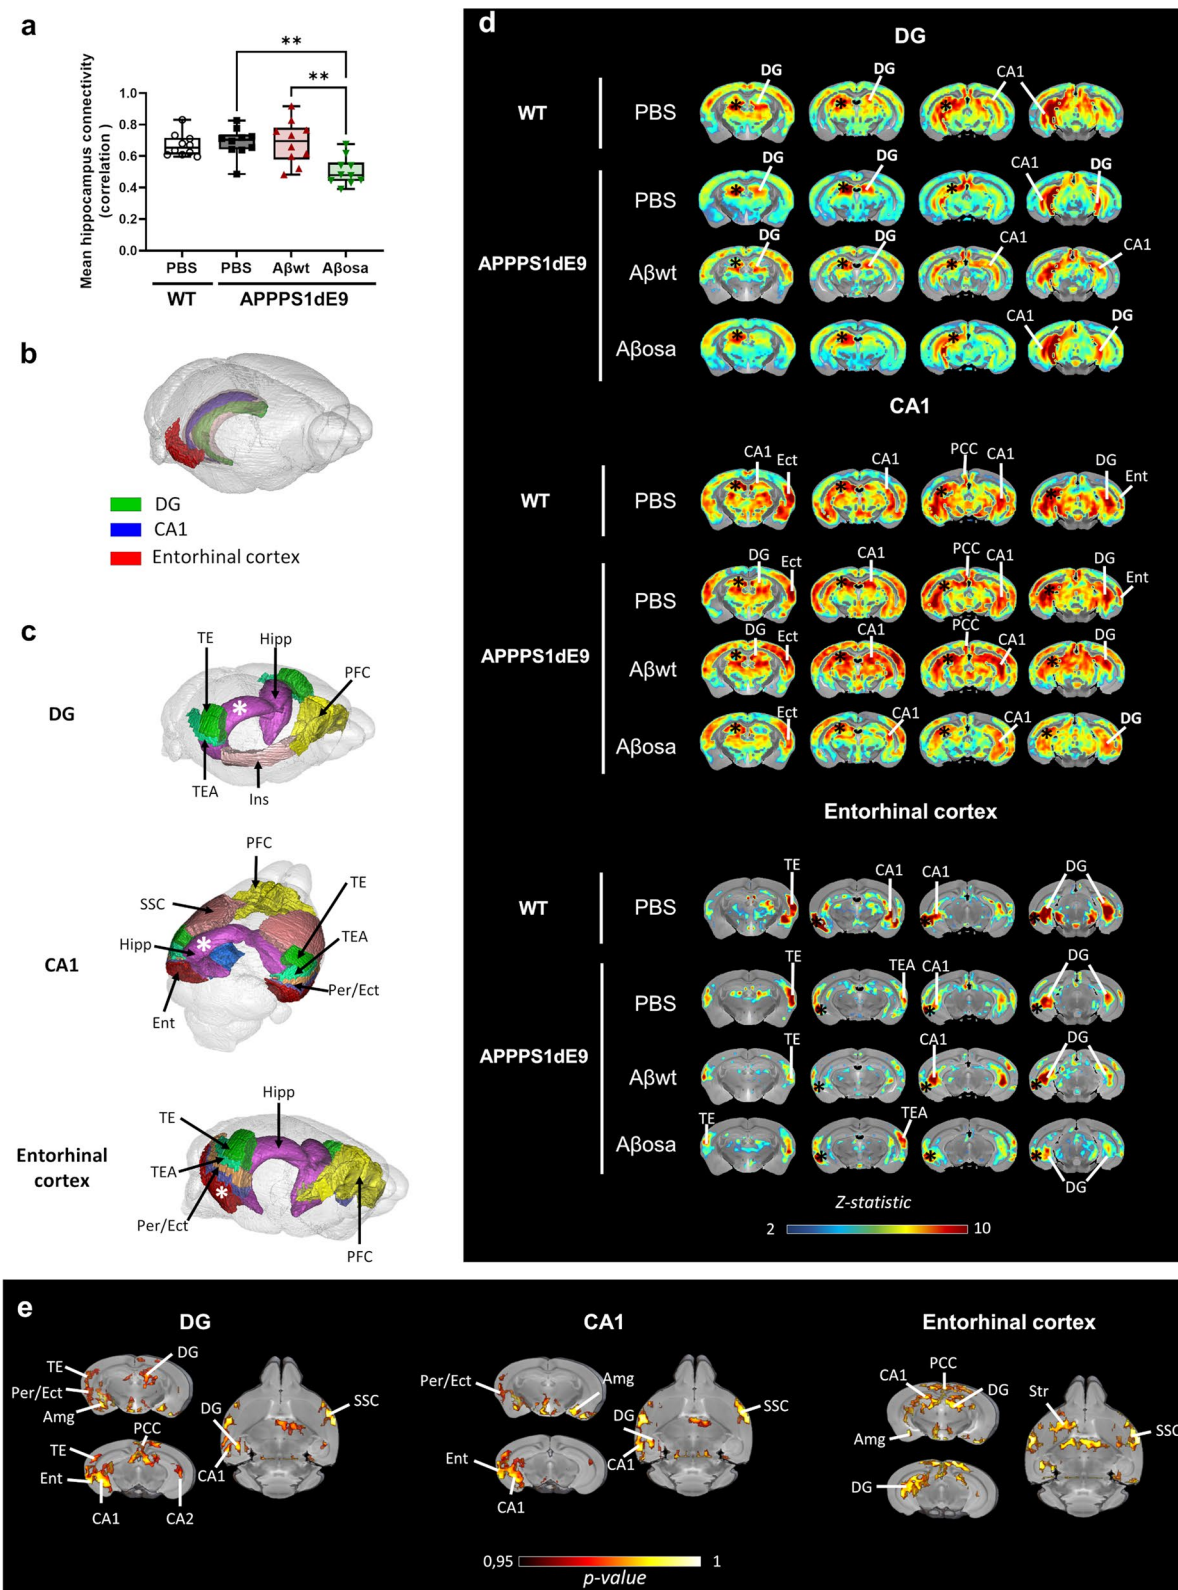 a
**
**
Mean hippocampus connectivity
(correlation )
1.0
0.8
0.6
0.4
0.2
0.0
PBS PBS Aβwt Aβosa
WT APPPS1dE9
b
DG
CA1
Entorhinal cortex
c
DG
TE Hipp PFC
TEA Ins
CA1
PFC
SSC TE
Hipp TEA
Per/Ect
Ent
*
Entorhinal
cortex
Hipp
TE
TEA
Per/Ect
PFC
*
d
DG
WT PBS
DG DG CA1
APPPS1dE9
PBS
DG DG CA1 DG
Aβwt
DG DG CA1 CA1
Aβosa
CA1 DG
CA1
WT PBS
CA1 Ect CA1 PCC CA1 DG Ent
APPPS1dE9
PBS
DG Ect CA1 PCC CA1 DG Ent
Aβwt
DG Ect CA1 PCC CA1 DG
Aβosa
Ect CA1 CA1 DG
Entorhinal cortex
WT PBS
TE CA1 CA1 DG
APPPS1dE9
PBS
TE TEA CA1 DG
Aβwt
TE CA1 DG
Aβosa
TE TEA DG
Z-statistic
2 10
e
DG
TE DG
Per/Ect
Amg
PCC
TE
Ent
CA1 CA2
DG SSC
CA1
CA1
Per/Ect Amg
Ent
CA1
DG SSC
CA1
Entorhinal cortex
PCC
CA1 DG
Amg
DG
Str SSC
0,95 1
p-value